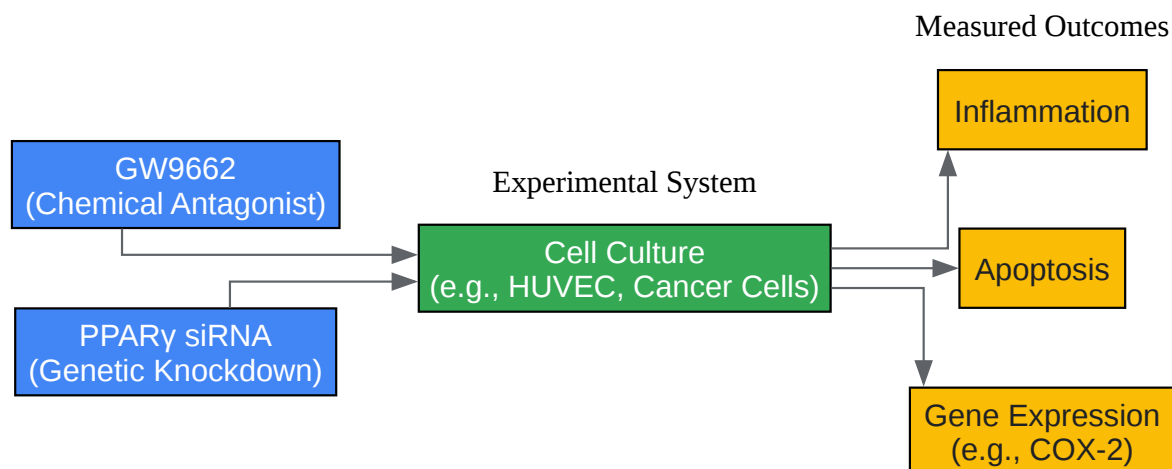 Measured Outcomes
Inflammation
GW9662
(Chemical Antagonist)
Experimental System
Cell Culture
(e.g., HUVEC, Cancer Cells)
Apoptosis
PPARγ siRNA
(Genetic Knockdown)
Gene Expression
(e.g., COX-2)